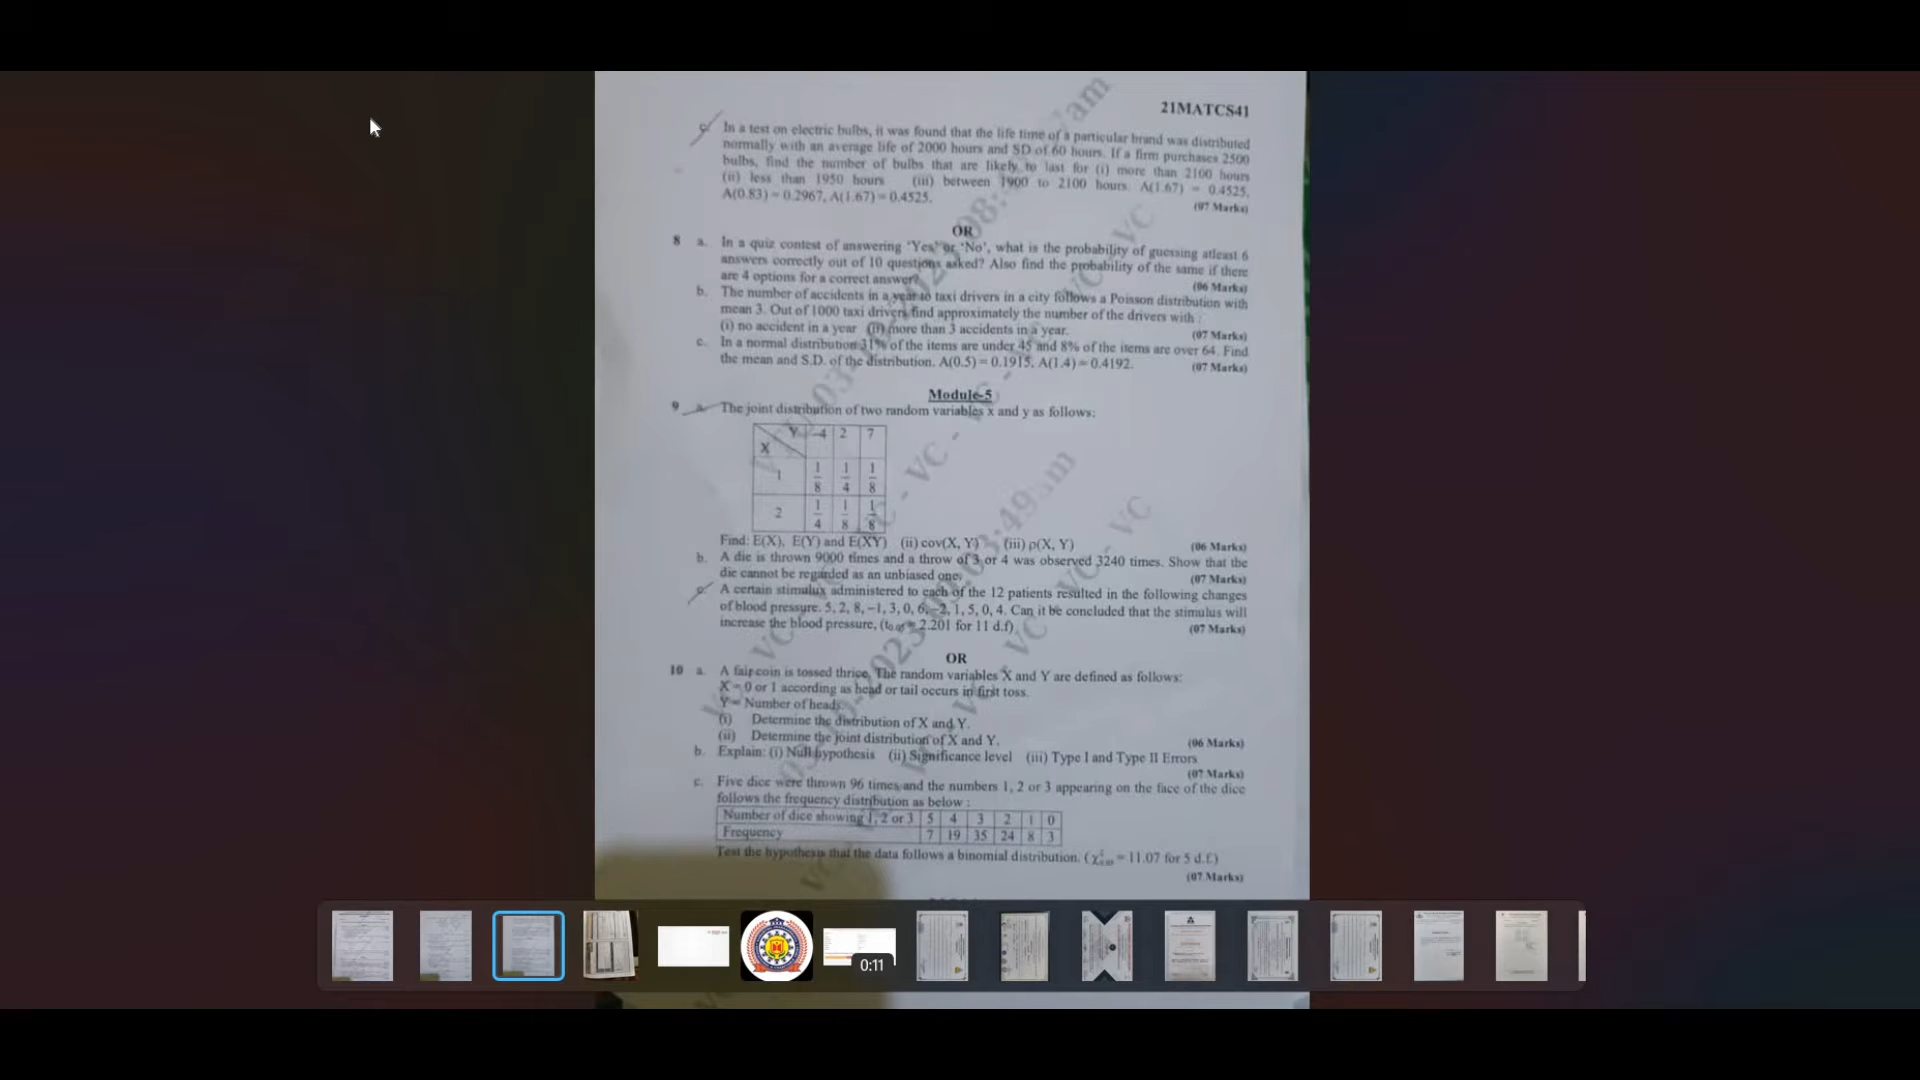 21MATCS41
c. In a test on electric bulbs, it was found that the life time of a particular brand was distributed
normally with an average life of 2000 hours and SD of 60 hours. If a firm purchases 2500
bulbs, find the number of bulbs that are likely to last for (i) more than 2100 hours
(ii) less than 1950 hours (iii) between 1900 to 2100 hours. A(1.67) = 0.4525,
A(0.83) = 0.2967, A(1.67) = 0.4525.
(07 Marks)
OR
8 a. In a quiz contest of answering 'Yes' or 'No', what is the probability of guessing atleast 6
answers correctly out of 10 questions asked? Also find the probability of the same if there
are 4 options for a correct answer?
(06 Marks)
b. The number of accidents in a year to taxi drivers in a city follows a Poisson distribution with
mean 3. Out of 1000 taxi drivers find approximately the number of the drivers with :
(i) no accident in a year (ii) more than 3 accidents in a year.
(07 Marks)
c. In a normal distribution 31% of the items are under 45 and 8% of the items are over 64. Find
the mean and S.D. of the distribution. A(0.5) = 0.1915, A(1.4) = 0.4192.
(07 Marks)
Module-5
9 a. The joint distribution of two random variables x and y as follows:
Y -4 2 7
X
1 1/8 1/4 1/8
2 1/4 1/8 1/8
Find: E(X), E(Y) and E(XY) (ii) cov(X, Y) (iii) ρ(X, Y)
(06 Marks)
b. A die is thrown 9000 times and a throw of 3 or 4 was observed 3240 times. Show that the
die cannot be regarded as an unbiased one.
(07 Marks)
c. A certain stimulux administered to each of the 12 patients resulted in the following changes
of blood pressure. 5, 2, 8, -1, 3, 0, 6, -2, 1, 5, 0, 4. Can it be concluded that the stimulus will
increase the blood pressure, (t0.05 = 2.201 for 11 d.f)
(07 Marks)
OR
10 a. A fair coin is tossed thrice. The random variables X and Y are defined as follows:
X = 0 or 1 according as head or tail occurs in first toss.
Y = Number of heads.
(i) Determine the distribution of X and Y.
(ii) Determine the joint distribution of X and Y.
(06 Marks)
b. Explain: (i) Null hypothesis (ii) Significance level (iii) Type I and Type II Errors
(07 Marks)
c. Five dice were thrown 96 times and the numbers 1, 2 or 3 appearing on the face of the dice
follows the frequency distribution as below :
Number of dice showing 1, 2 or 3 5 4 3 2 1 0
Frequency 7 19 35 24 8 3
Test the hypothesis that the data follows a binomial distribution. (χ²0.05 = 11.07 for 5 d.f.)
(07 Marks)
0:11